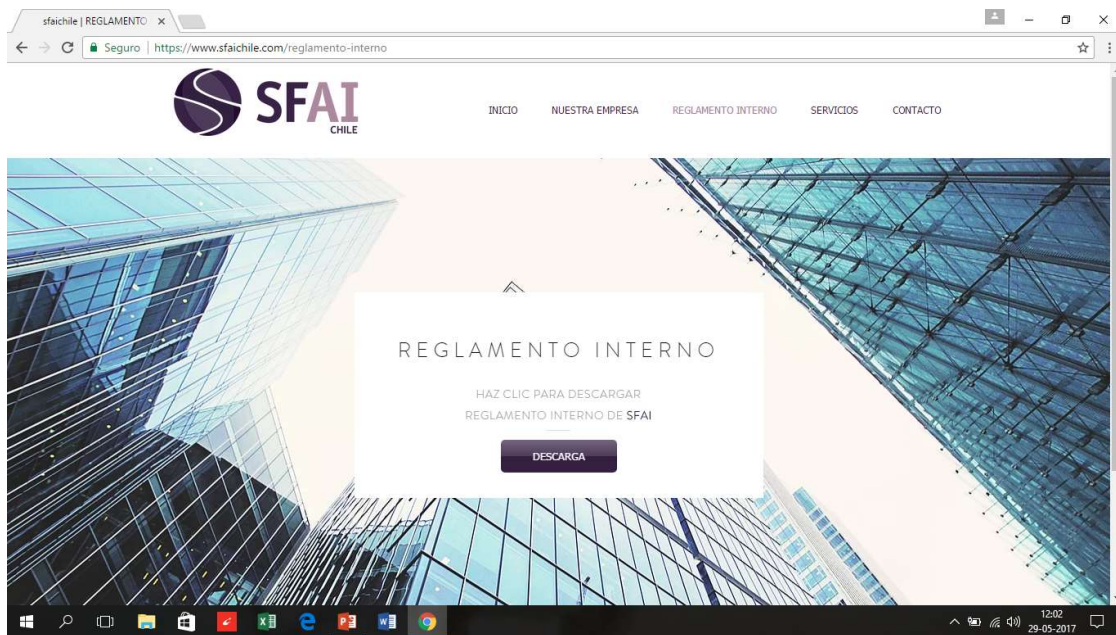 sfaichile | REGLAMENTO
Seguro | https://www.sfaichile.com/reglamento-interno
SFAI
CHILE
INICIO NUESTRA EMPRESA REGLAMENTO INTERNO SERVICIOS CONTACTO
REGLAMENTO INTERNO
HAZ CLIC PARA DESCARGAR
REGLAMENTO INTERNO DE SFAI
DESCARGA
12:02
29-05-2017